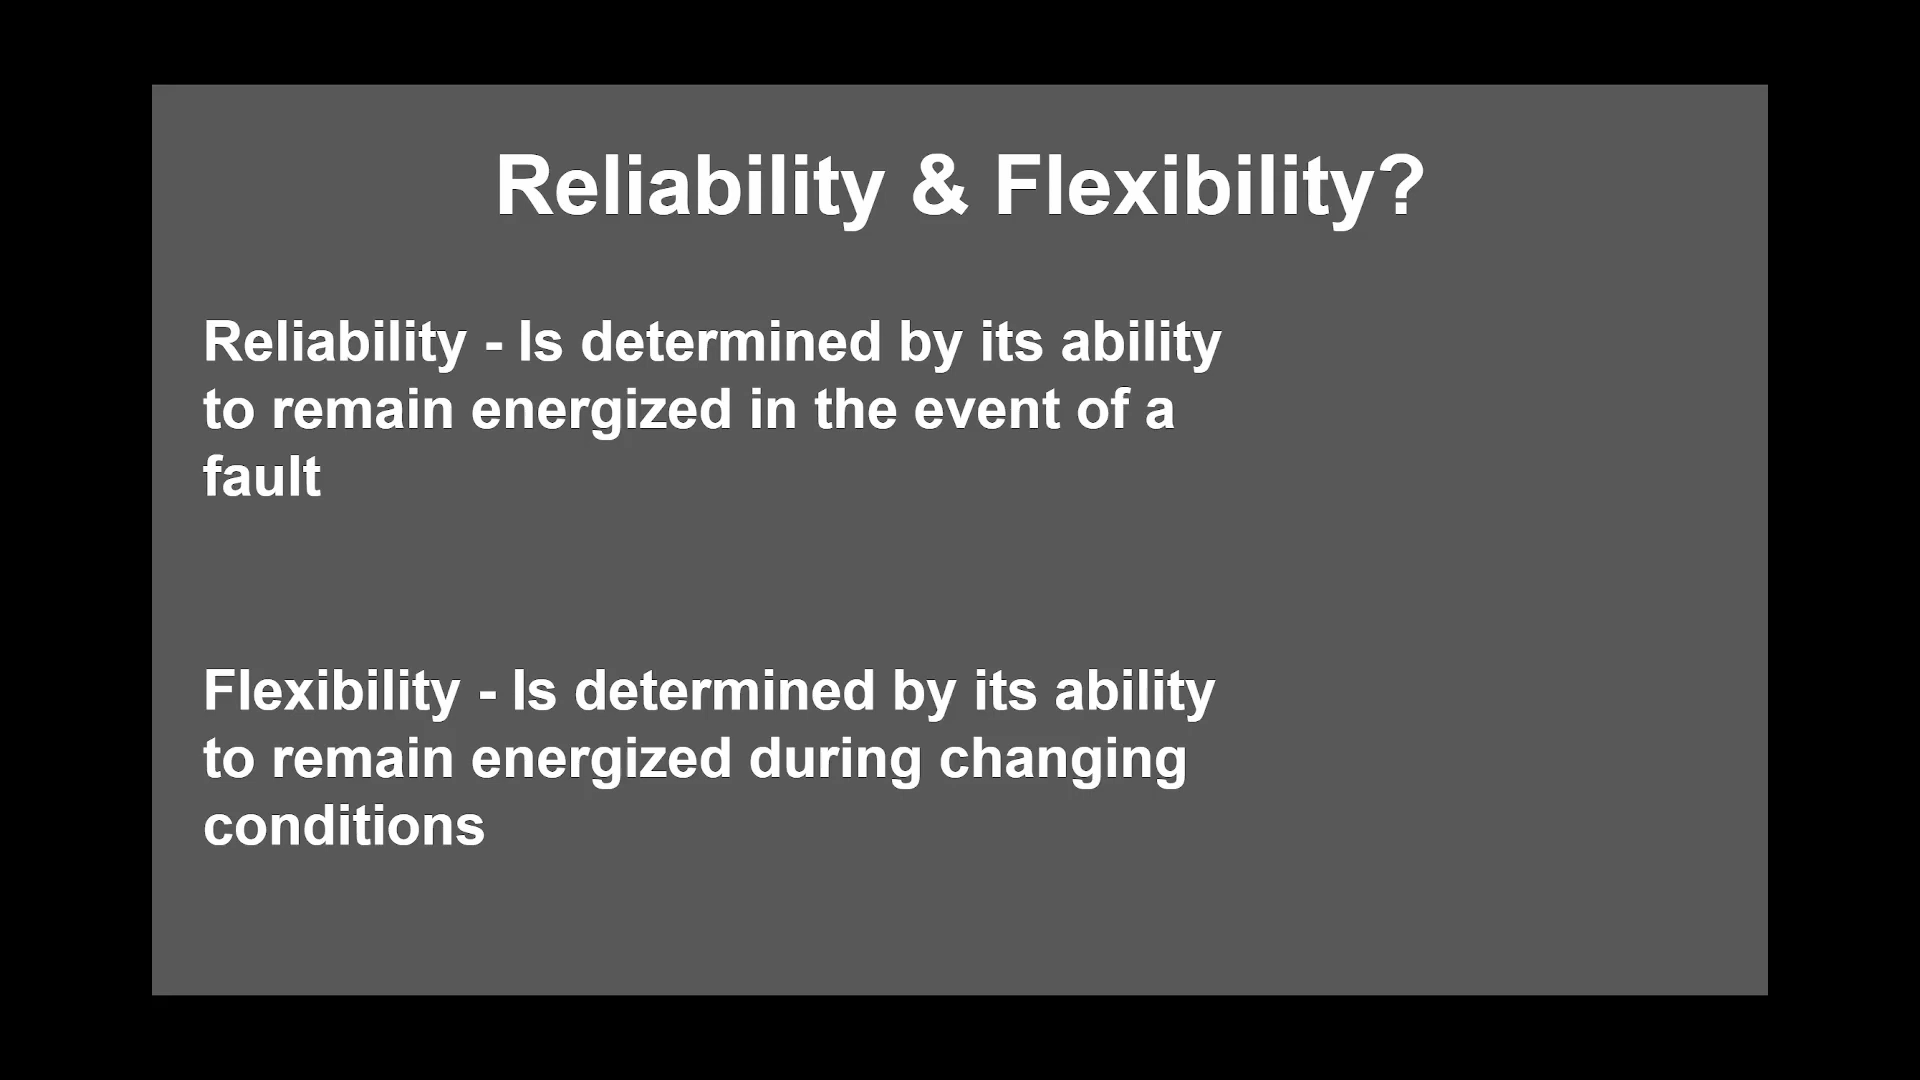 Reliability & Flexibility?
Reliability - Is determined by its ability
to remain energized in the event of a
fault
Flexibility - Is determined by its ability
to remain energized during changing
conditions